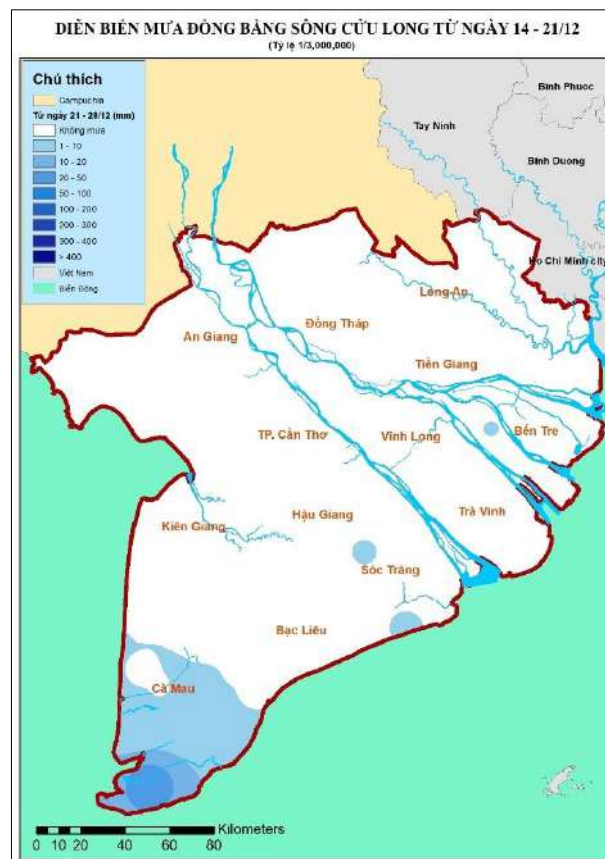 DIỄN BIẾN MƯA ĐỒNG BẰNG SÔNG CỬU LONG TỪ NGÀY 14 - 21/12
(Tỷ lệ 1/3,000,000)
Chú thích
Campuchia
Từ ngày 21 - 28/12 (mm)
Không mưa
1 - 10
10 - 20
20 - 50
50 - 100
100 - 200
200 - 300
300 - 400
> 400
Việt Nam
Biển Đông
Binh Phuoc
Tay Ninh
Binh Duong
Ho Chi Minh city
Long An
Đồng Tháp
An Giang
Tiền Giang
Bến Tre
TP. Cần Thơ
Vĩnh Long
Trà Vinh
Hậu Giang
Kiên Giang
Sóc Trăng
Bạc Liêu
Cà Mau
0 10 20 40 60 80 Kilometers